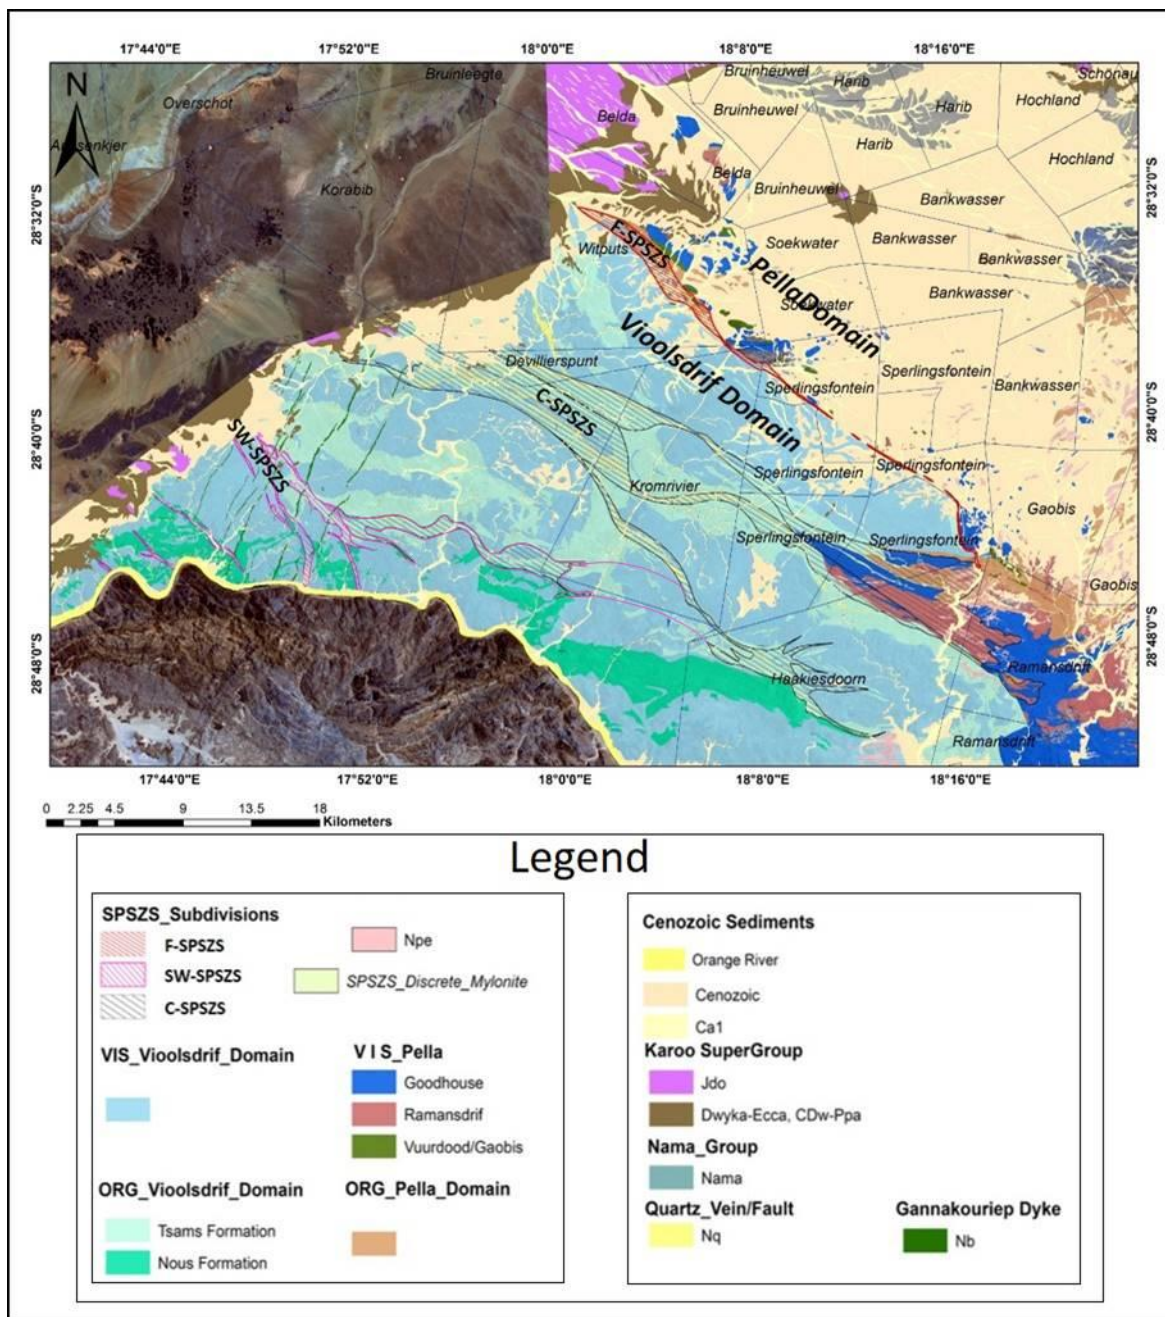 17°44'0"E 17°52'0"E 18°0'0"E 18°8'0"E 18°16'0"E
N
Overschot
Bruinleegte
Korabib
Belda
Bruinheuwel
Harib
Schonau
Bruinheuwel
Harib
Hochland
Harib
Hochland
Belda
Bruinheuwel
Bankwasser
28°32'0"S
28°32'0"S
Witputs
F-SPSZS
Soekwater
Bankwasser
Bankwasser
PellaDomain
Soekwater
Bankwasser
Vioolsdrif Domain
Devillierspunt
Sperlingsfontein
Sperlingsfontein
Bankwasser
C-SPSZS
28°40'0"S
28°40'0"S
SW-SPSZS
Sperlingsfontein
Sperlingsfontein
Kromrivier
Gaobis
Sperlingsfontein
Sperlingsfontein
Gaobis
28°48'0"S
28°48'0"S
Haakiesdoorn
Ramansdrift
Ramansdrift
17°44'0"E 17°52'0"E 18°0'0"E 18°8'0"E 18°16'0"E
0 2.25 4.5 9 13.5 18
Kilometers
Legend
SPSZS_Subdivisions
F-SPSZS
SW-SPSZS
C-SPSZS
Npe
SPSZS_Discrete_Mylonite
VIS_Vioolsdrif_Domain
V I S_Pella
Goodhouse
Ramansdrif
Vuurdood/Gaobis
ORG_Vioolsdrif_Domain
Tsams Formation
Nous Formation
ORG_Pella_Domain
Cenozoic Sediments
Orange River
Cenozoic
Ca1
Karoo SuperGroup
Jdo
Dwyka-Ecca, CDw-Ppa
Nama_Group
Nama
Quartz_Vein/Fault
Nq
Gannakouriep Dyke
Nb